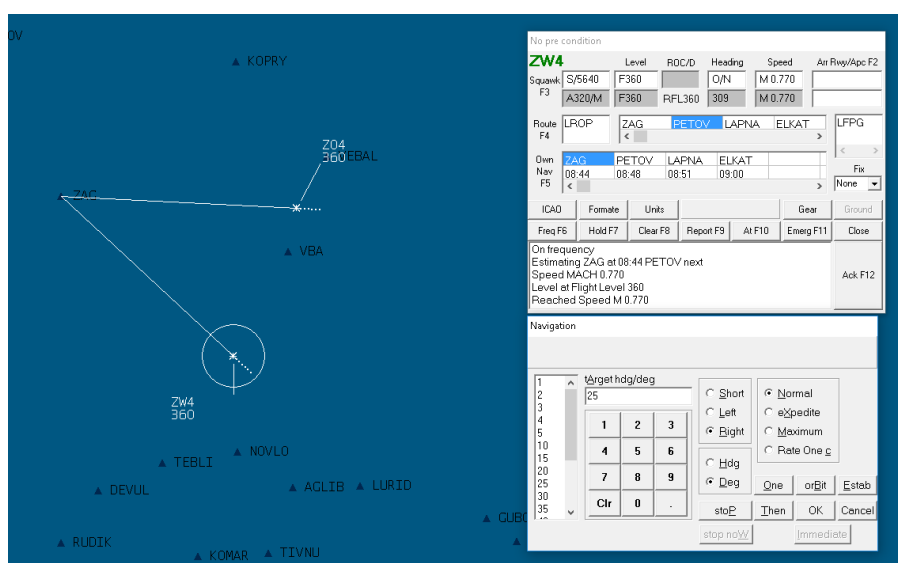 OV
KOPRY
ZO4
360
EBAL
ZAG
VBA
ZW4
360
NOVLO
TEBLI
DEVUL
AGLIB
LURID
GUBO
RUDIK
KOMAR
TIVNU
No pre condition
ZW4 Level ROC/D Heading Speed Arr Rwy/Apc F2
Squawk S/5640 F360 O/N M 0.770
F3 A320/M F360 RFL360 309 M 0.770
Route LROP ZAG PETOV LAPNA ELKAT LFPG
F4
Own ZAG PETOV LAPNA ELKAT
Nav 08:44 08:48 08:51 09:00 Fix
F5 None
ICAO Formate Units Gear Ground
Freq F6 Hold F7 Clear F8 Report F9 At F10 Emerg F11 Close
On frequency
Estimating ZAG at 08:44 PETOV next
Speed MACH 0.770
Level at Flight Level 360
Reached Speed M 0.770
Ack F12
Navigation
tArget hdg/deg
25
1
2
3
4
5
10
15
20
25
30
35
1 2 3
4 5 6
7 8 9
Clr 0 .
Short
Left
Right
Hdg
Deg
Normal
eXpedite
Maximum
Rate One c
One orBit Estab
stoP Then OK Cancel
stop noW Immediate